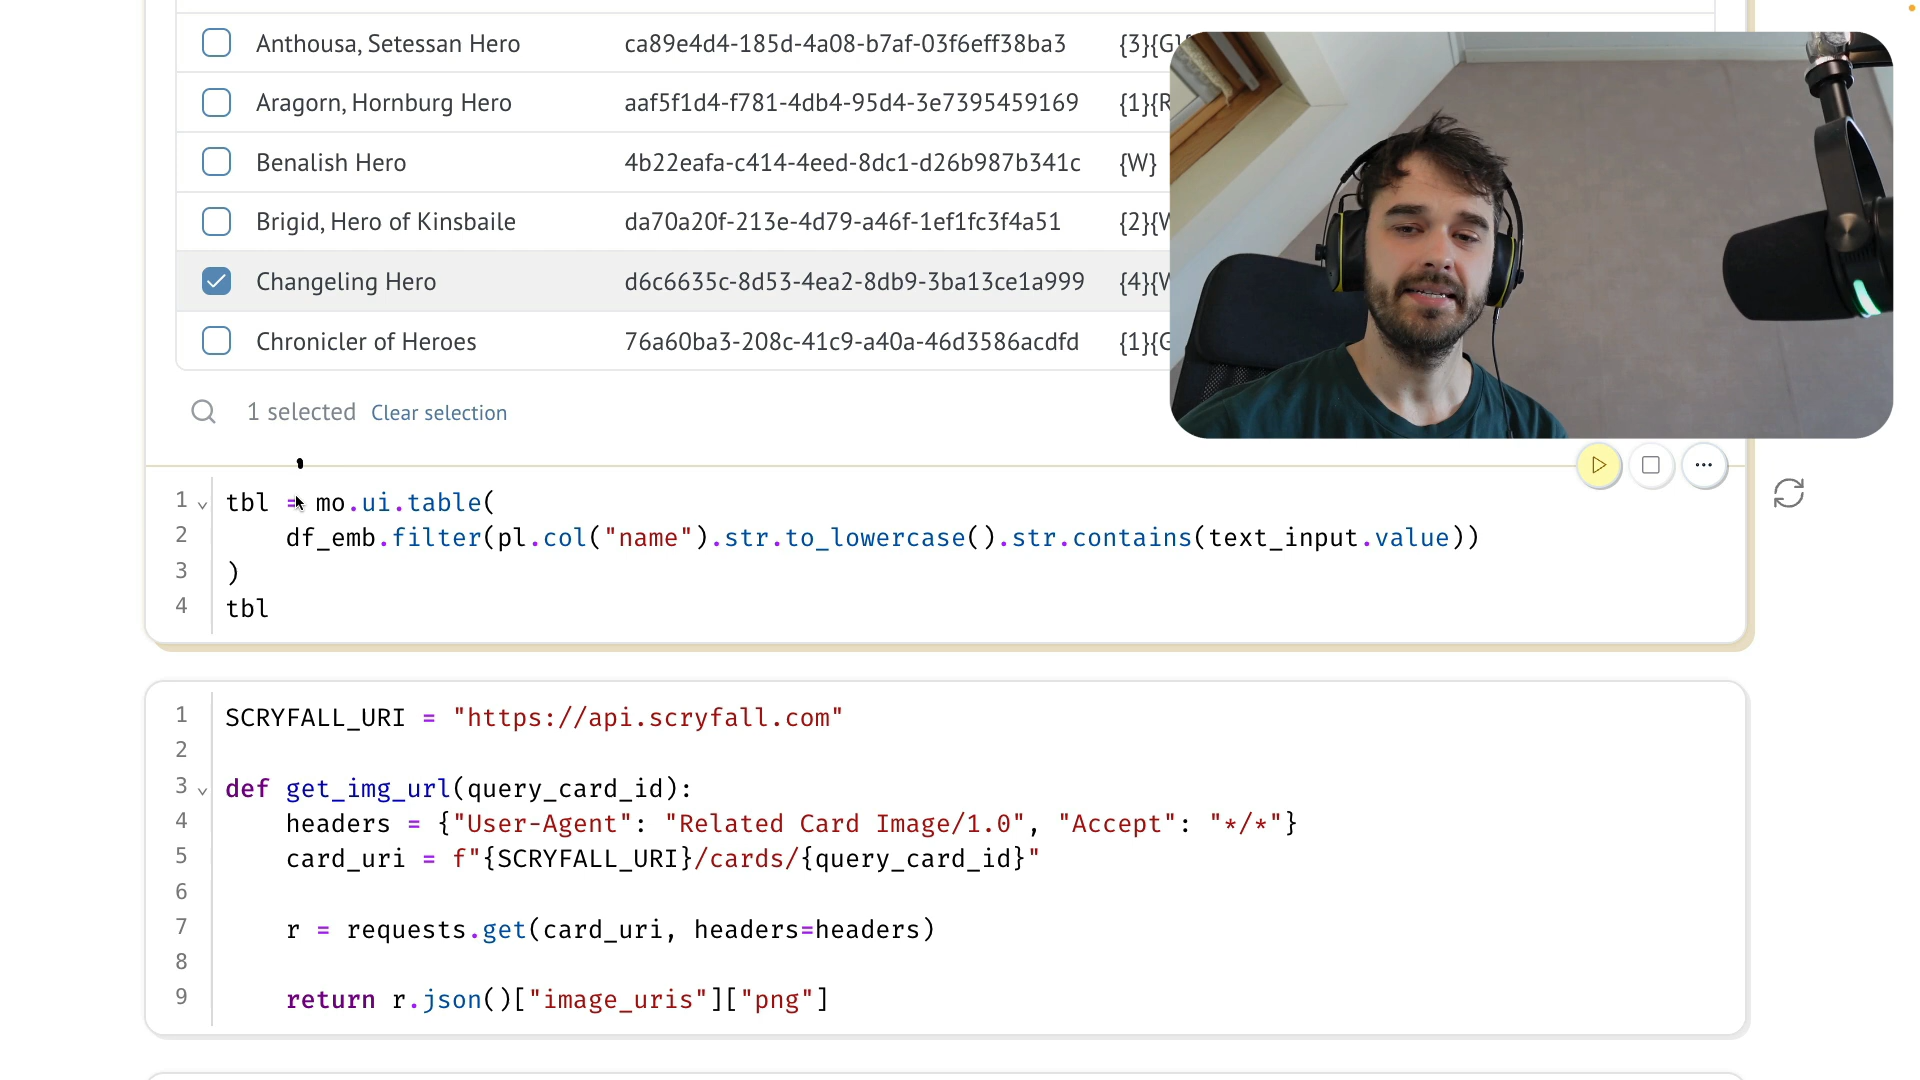 Anthousa, Setessan Hero ca89e4d4-185d-4a08-b7af-03f6eff38ba3 {3}{G}
Aragorn, Hornburg Hero aaf5f1d4-f781-4db4-95d4-3e7395459169 {1}{R
Benalish Hero 4b22eafa-c414-4eed-8dc1-d26b987b341c {W}
Brigid, Hero of Kinsbaile da70a20f-213e-4d79-a46f-1ef1fc3f4a51 {2}{W
Changeling Hero d6c6635c-8d53-4ea2-8db9-3ba13ce1a999 {4}{W
Chronicler of Heroes 76a60ba3-208c-41c9-a40a-46d3586acdfd {1}{G
1 selected Clear selection
1 tbl = mo.ui.table(
2 df_emb.filter(pl.col("name").str.to_lowercase().str.contains(text_input.value))
3 )
4 tbl
1 SCRYFALL_URI = "https://api.scryfall.com"
2
3 def get_img_url(query_card_id):
4 headers = {"User-Agent": "Related Card Image/1.0", "Accept": "*/*"}
5 card_uri = f"{SCRYFALL_URI}/cards/{query_card_id}"
6
7 r = requests.get(card_uri, headers=headers)
8
9 return r.json()["image_uris"]["png"]